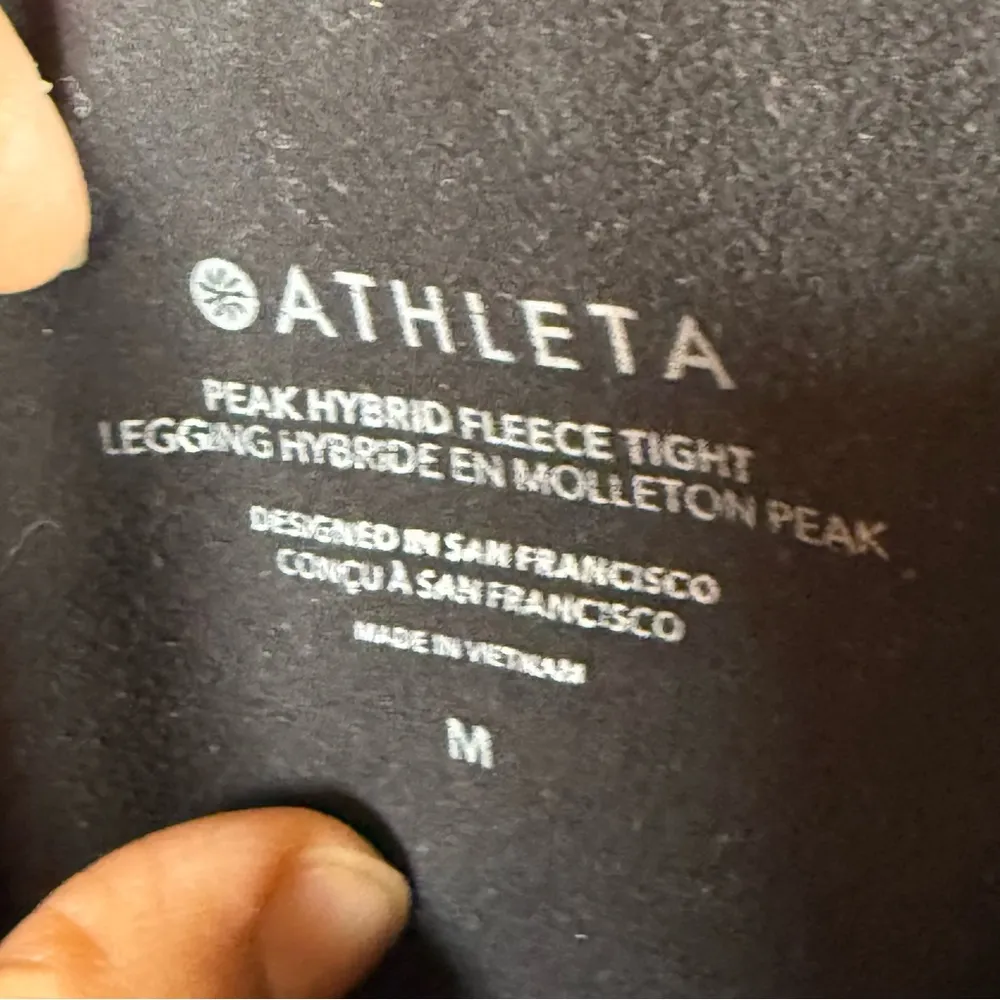 ATHLETA
PEAK HYBRID FLEECE TIGHT
LEGGING HYBRIDE EN MOLLETON PEAK
DESIGNED IN SAN FRANCISCO
CONÇU À SAN FRANCISCO
MADE IN VIETNAM
M